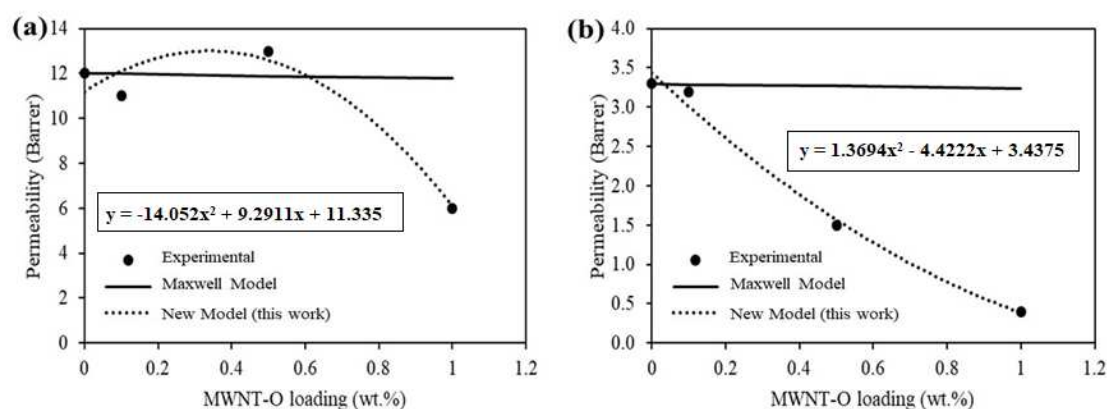 (a)
14
12
10
8
6
4
2
0
Permeability (Barrer)
y = -14.052x² + 9.2911x + 11.335
Experimental
Maxwell Model
New Model (this work)
0 0.2 0.4 0.6 0.8 1 1.2
MWNT-O loading (wt.%)
(b)
4.0
3.5
3.0
2.5
2.0
1.5
1.0
0.5
0.0
Permeability (Barrer)
y = 1.3694x² - 4.4222x + 3.4375
Experimental
Maxwell Model
New Model (this work)
0 0.2 0.4 0.6 0.8 1 1.2
MWNT-O loading (wt.%)